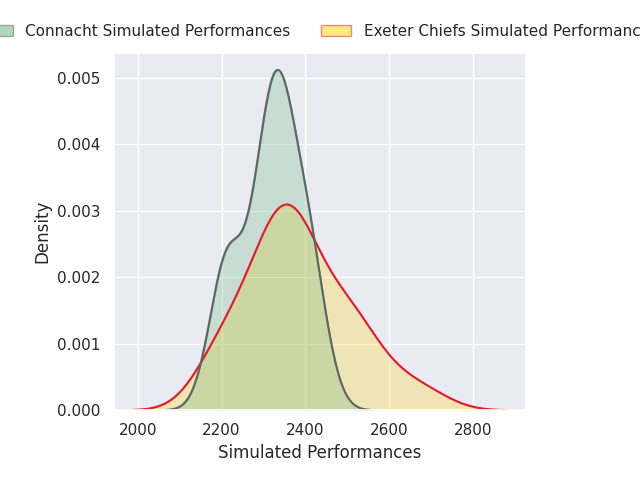 Connacht Simulated Performances
Exeter Chiefs Simulated Performanc
0.005
0.004
0.003
0.002
0.001
0.000
Density
2000 2200 2400 2600 2800
Simulated Performances